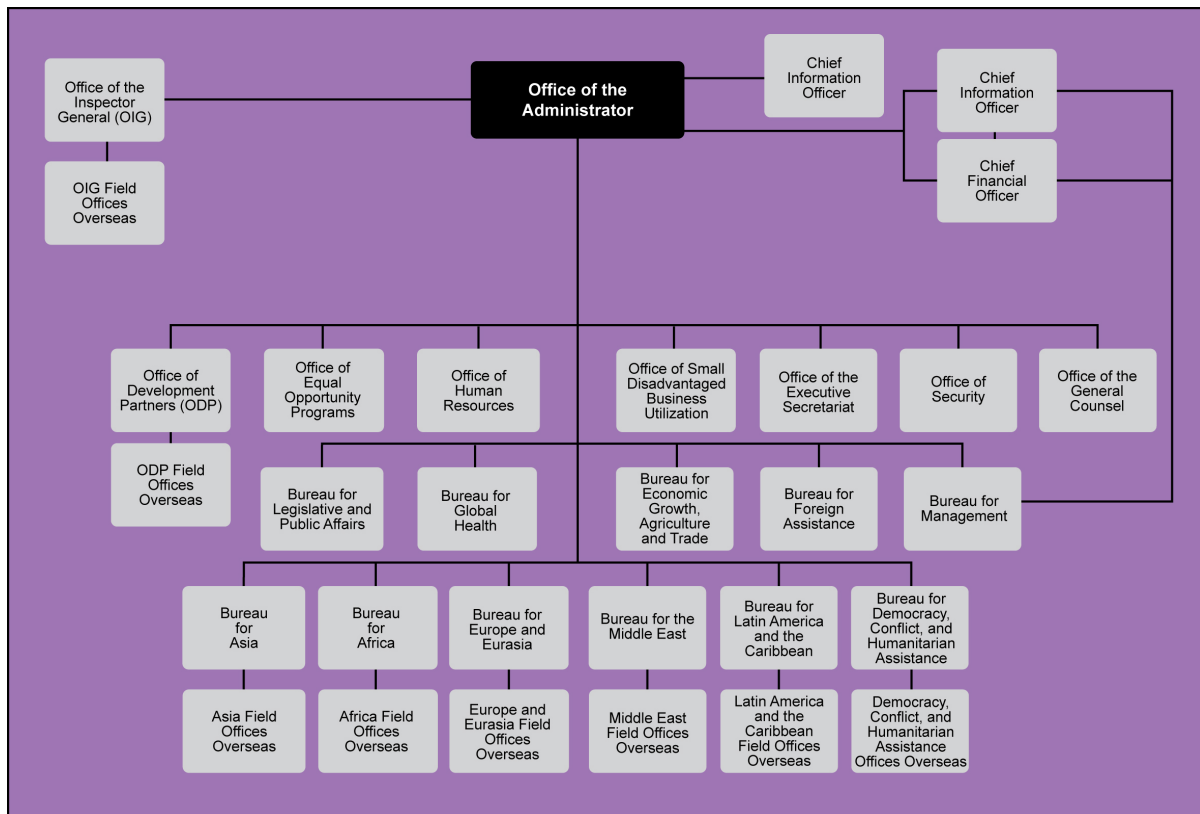 Office of the
Inspector
General (OIG)
OIG Field
Offices
Overseas
Office of the
Administrator
Chief
Information
Officer
Chief
Information
Officer
Chief
Financial
Officer
Office of
Development
Partners (ODP)
ODP Field
Offices
Overseas
Office of
Equal
Opportunity
Programs
Office of
Human
Resources
Office of Small
Disadvantaged
Business
Utilization
Office of the
Executive
Secretariat
Office of
Security
Office of the
General
Counsel
Bureau for
Legislative and
Public Affairs
Bureau for
Global
Health
Bureau for
Economic
Growth,
Agriculture
and Trade
Bureau for
Foreign
Assistance
Bureau for
Management
Bureau
for
Asia
Bureau
for
Africa
Bureau for
Europe and
Eurasia
Bureau for the
Middle East
Bureau for
Latin America
and the
Caribbean
Bureau for
Democracy,
Conflict, and
Humanitarian
Assistance
Asia Field
Offices
Overseas
Africa Field
Offices
Overseas
Europe and
Eurasia Field
Offices
Overseas
Middle East
Field Offices
Overseas
Latin America
and the
Caribbean
Field Offices
Overseas
Democracy,
Conflict, and
Humanitarian
Assistance
Offices Overseas